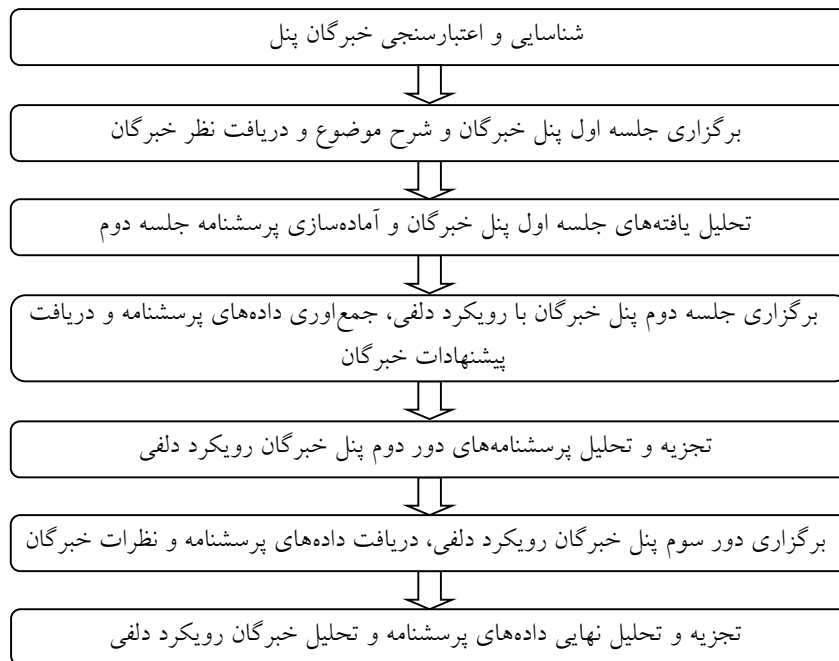 شناسایی و اعتبارسنجی خبرگان پنل
برگزاری جلسه اول پنل خبرگان و شرح موضوع و دریافت نظر خبرگان
تحلیل یافته‌های جلسه اول پنل خبرگان و آماده‌سازی پرسشنامه جلسه دوم
برگزاری جلسه دوم پنل خبرگان با رویکرد دلفی، جمع‌اوری داده‌های پرسشنامه و دریافت
پیشنهادات خبرگان
تجزیه و تحلیل پرسشنامه‌های دور دوم پنل خبرگان رویکرد دلفی
برگزاری دور سوم پنل خبرگان رویکرد دلفی، دریافت داده‌های پرسشنامه و نظرات خبرگان
تجزیه و تحلیل نهایی داده‌های پرسشنامه و تحلیل خبرگان رویکرد دلفی